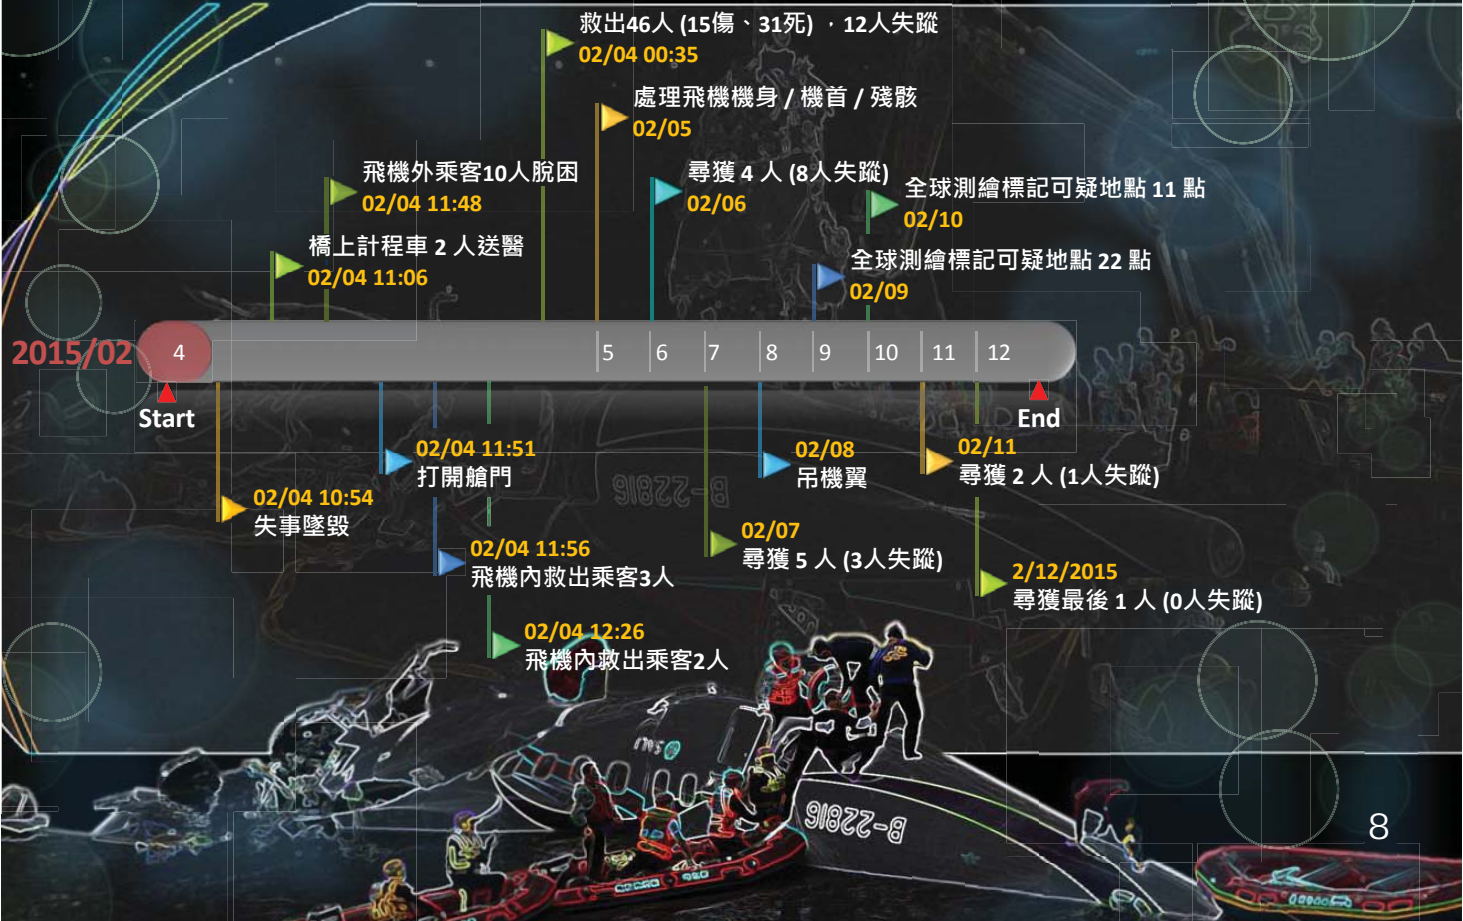 救出46人 (15傷、31死) ，12人失蹤
02/04 00:35
處理飛機機身 / 機首 / 殘骸
02/05
飛機外乘客10人脫困
02/04 11:48
尋獲 4 人 (8人失蹤)
02/06
全球測繪標記可疑地點 11 點
02/10
橋上計程車 2 人送醫
02/04 11:06
全球測繪標記可疑地點 22 點
02/09
2015/02 4 5 6 7 8 9 10 11 12
Start
End
02/04 11:51
打開艙門
02/08
吊機翼
02/11
尋獲 2 人 (1人失蹤)
02/04 10:54
失事墜毀
02/07
尋獲 5 人 (3人失蹤)
02/04 11:56
飛機內救出乘客3人
2/12/2015
尋獲最後 1 人 (0人失蹤)
02/04 12:26
飛機內救出乘客2人
B-22816
B-22816
8